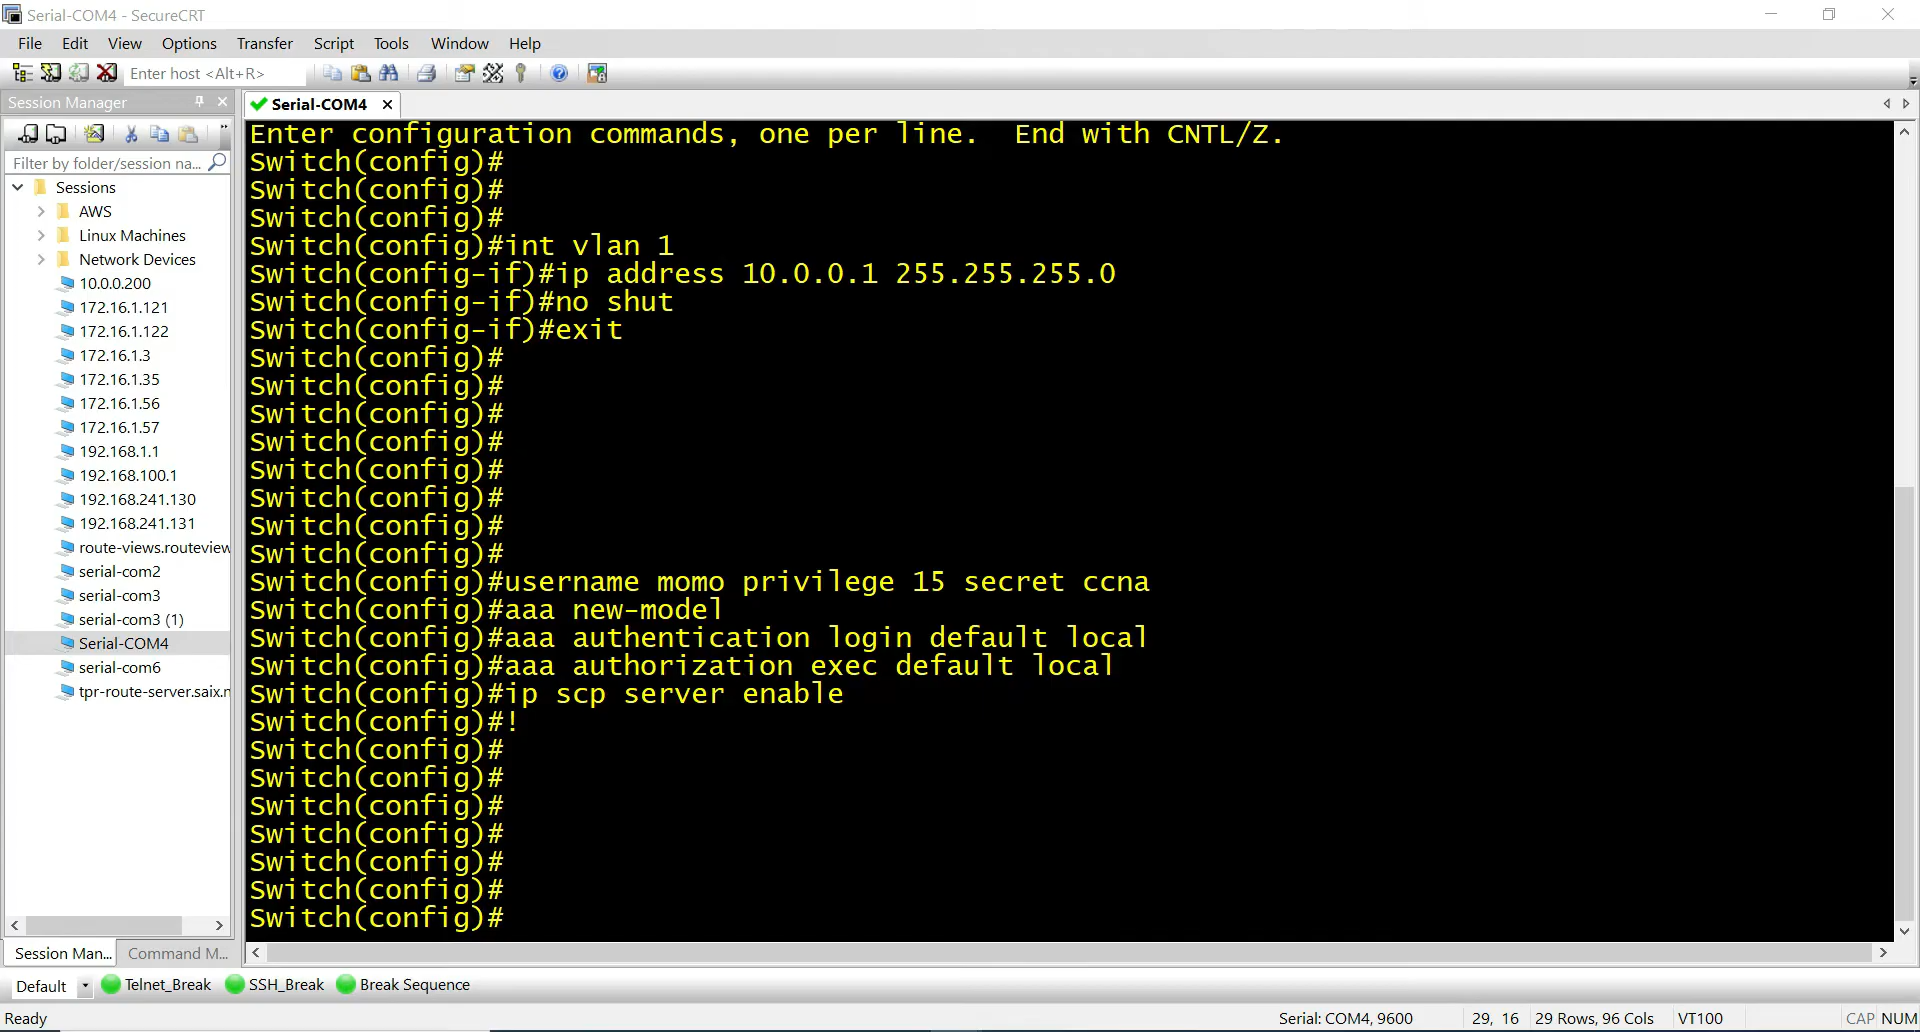 Serial-COM4 - SecureCRT
File Edit View Options Transfer Script Tools Window Help
Enter host <Alt+R>
Session Manager
Serial-COM4
Filter by folder/session na...
Sessions
AWS
Linux Machines
Network Devices
10.0.0.200
172.16.1.121
172.16.1.122
172.16.1.3
172.16.1.35
172.16.1.56
172.16.1.57
192.168.1.1
192.168.100.1
192.168.241.130
192.168.241.131
route-views.routeview
serial-com2
serial-com3
serial-com3 (1)
Serial-COM4
serial-com6
tpr-route-server.saix.n
Session Man... Command M...
Enter configuration commands, one per line.  End with CNTL/Z.
Switch(config)#
Switch(config)#
Switch(config)#
Switch(config)#int vlan 1
Switch(config-if)#ip address 10.0.0.1 255.255.255.0
Switch(config-if)#no shut
Switch(config-if)#exit
Switch(config)#
Switch(config)#
Switch(config)#
Switch(config)#
Switch(config)#
Switch(config)#
Switch(config)#
Switch(config)#
Switch(config)#username momo privilege 15 secret ccna
Switch(config)#aaa new-model
Switch(config)#aaa authentication login default local
Switch(config)#aaa authorization exec default local
Switch(config)#ip scp server enable
Switch(config)#!
Switch(config)#
Switch(config)#
Switch(config)#
Switch(config)#
Switch(config)#
Switch(config)#
Switch(config)#
Default Telnet_Break SSH_Break Break Sequence
Ready Serial: COM4, 9600 29, 16 29 Rows, 96 Cols VT100 CAP NUM